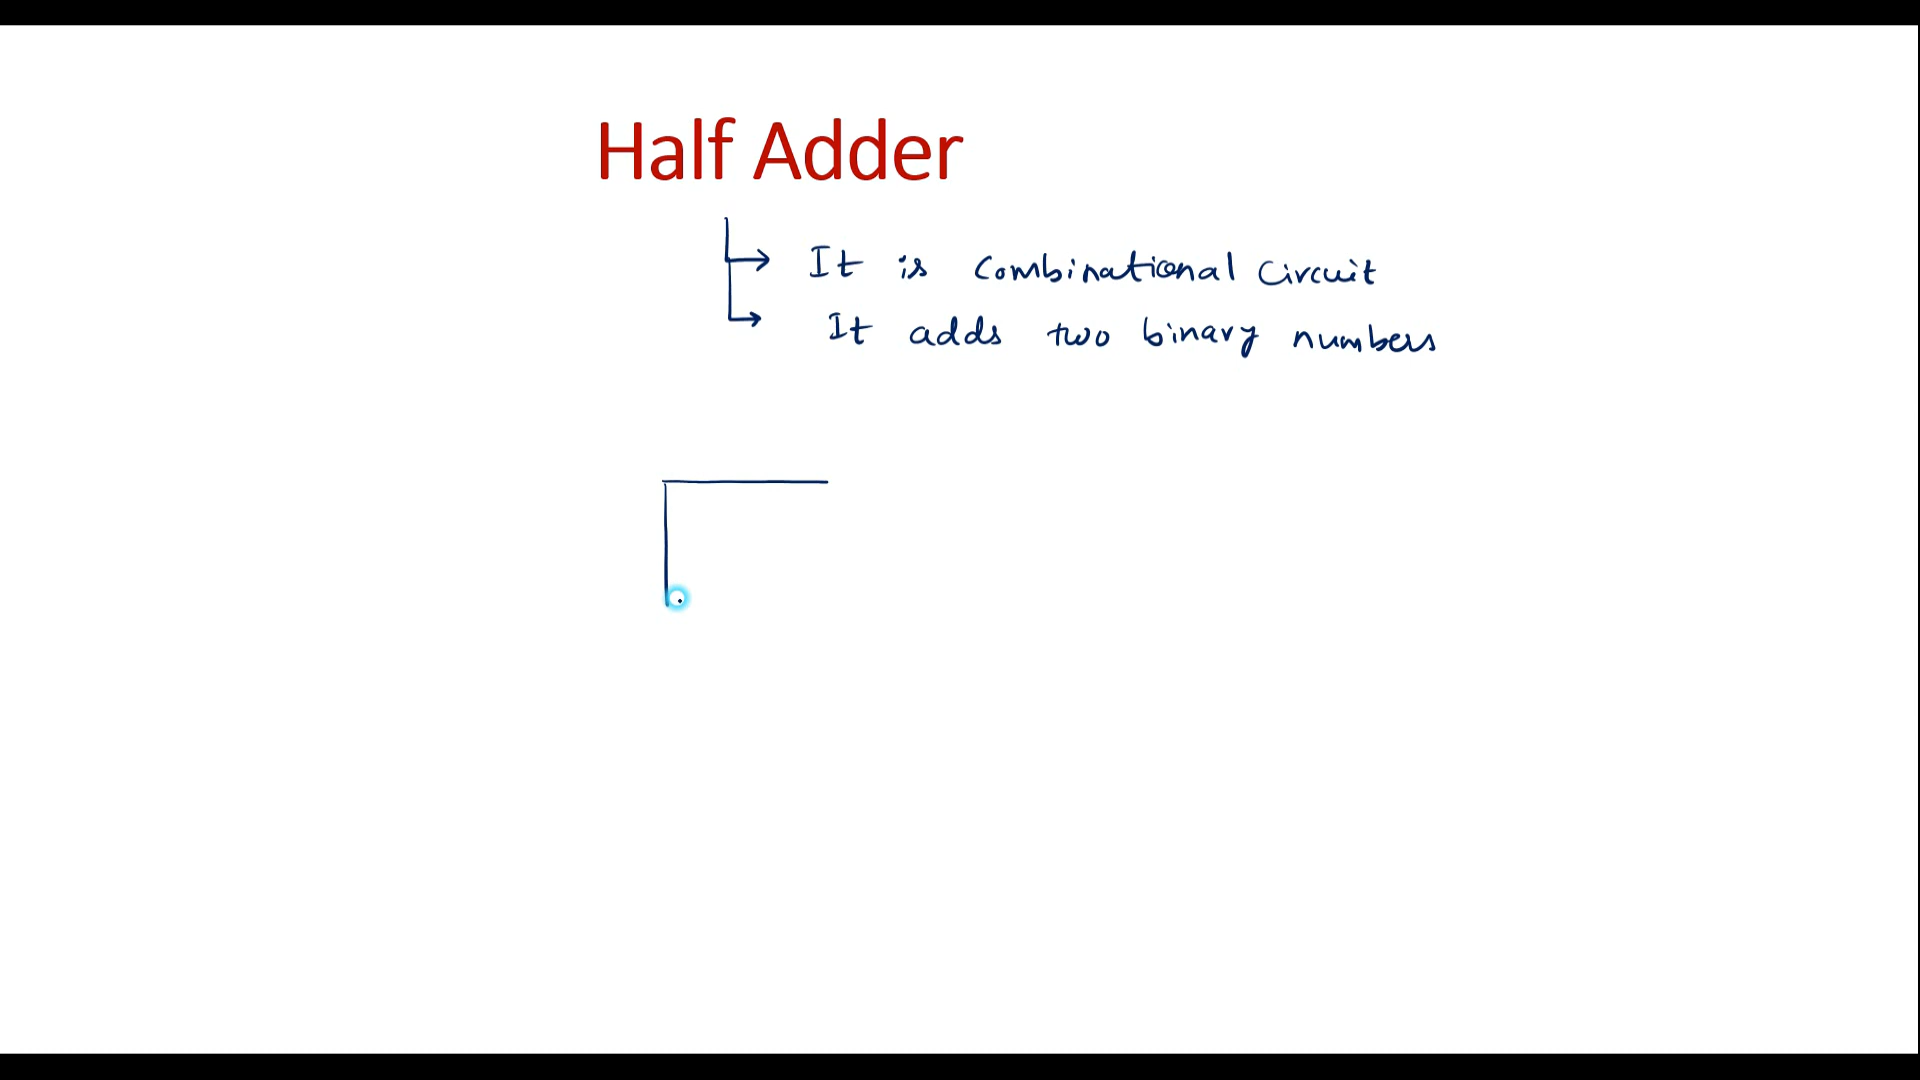 Half Adder
It is Combinational Circuit
It adds two binary numbers